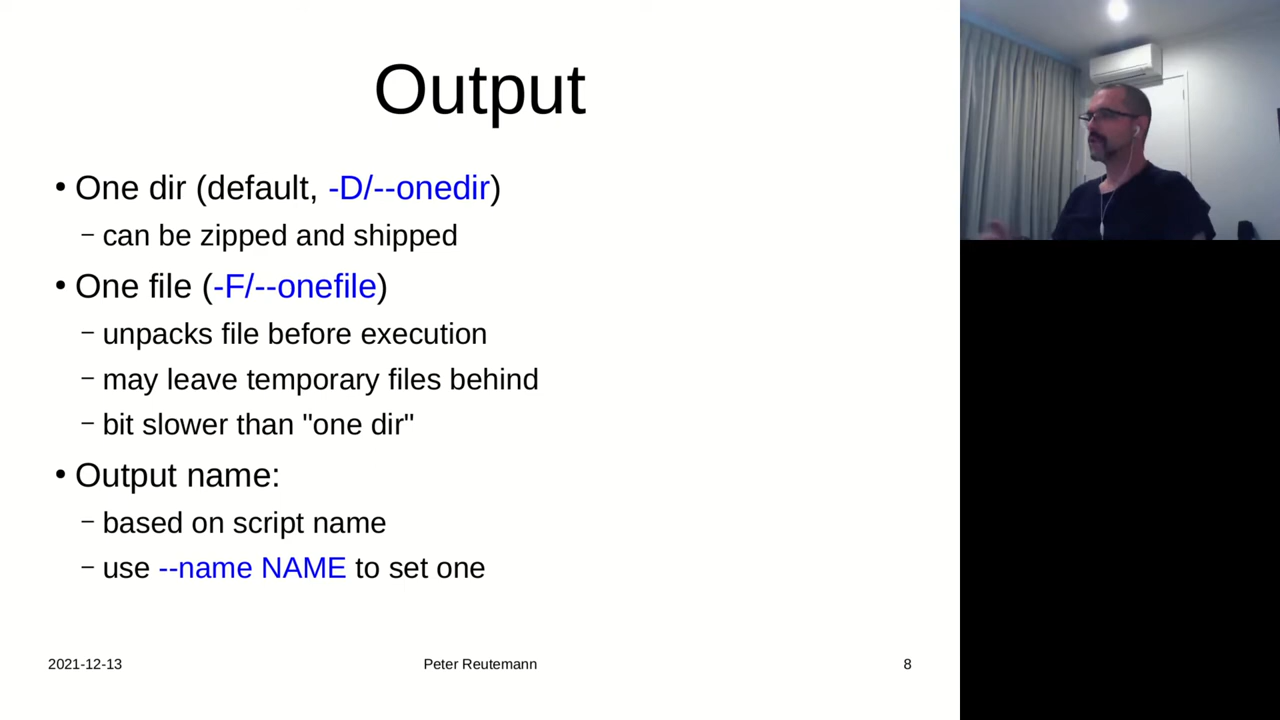 Output
• One dir (default, -D/--onedir)
– can be zipped and shipped
• One file (-F/--onefile)
– unpacks file before execution
– may leave temporary files behind
– bit slower than "one dir"
• Output name:
– based on script name
– use --name NAME to set one
2021-12-13
Peter Reutemann
8